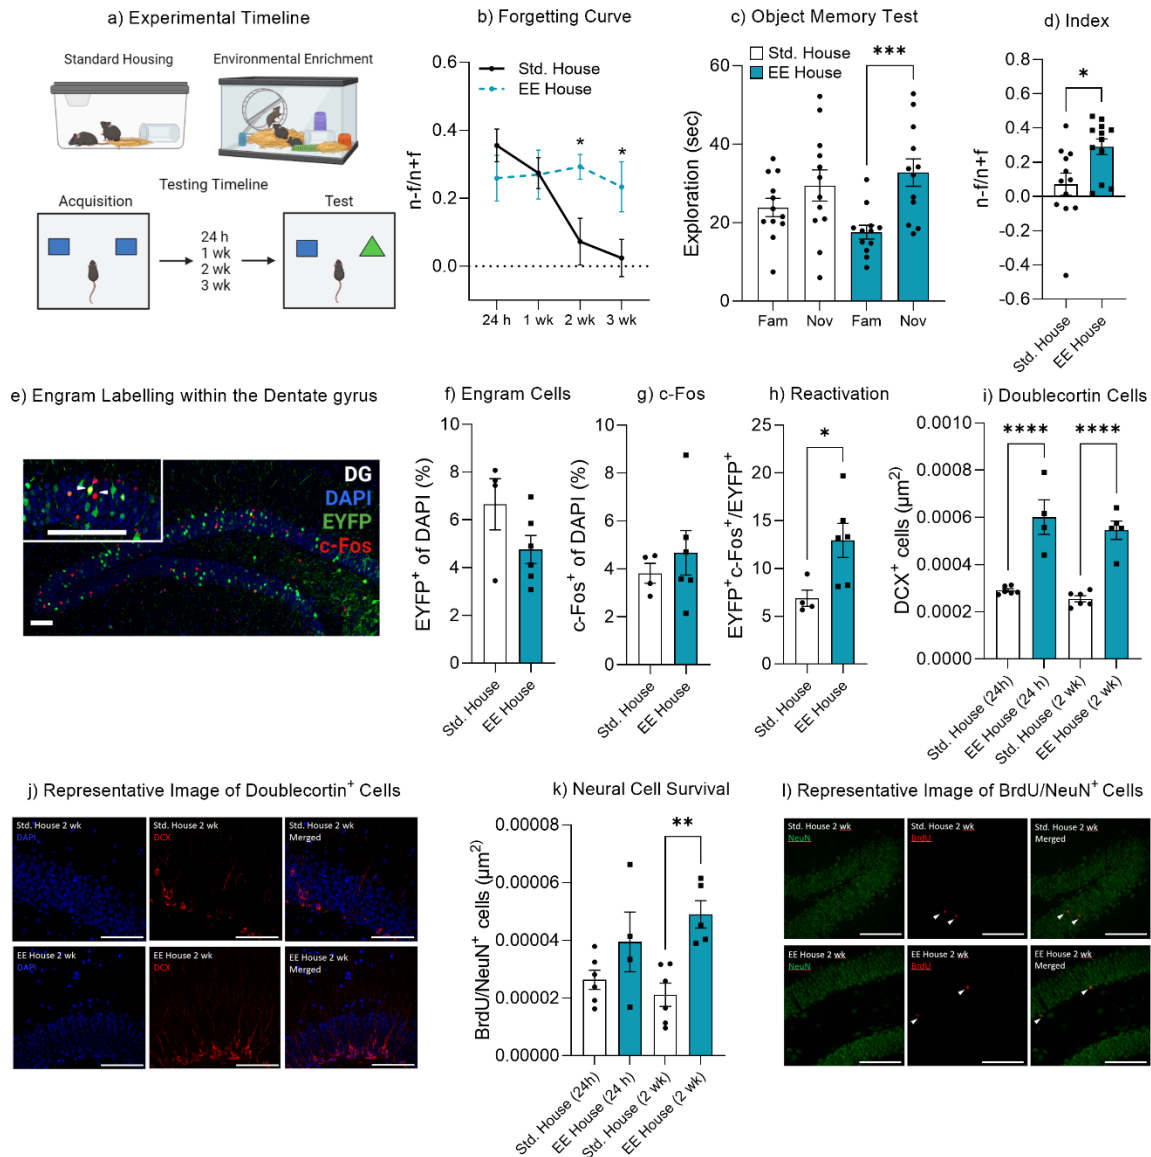 a) Experimental Timeline
Standard Housing
Environmental Enrichment
Testing Timeline
Acquisition
Test
24 h
1 wk
2 wk
3 wk
b) Forgetting Curve
Std. House
EE House
n-f/n+f
0.6
0.4
0.2
0.0
*
*
24 h 1 wk 2 wk 3 wk
c) Object Memory Test
Std. House
EE House
***
Exploration (sec)
60
40
20
0
Fam Nov Fam Nov
d) Index
*
n-f/n+f
0.8
0.6
0.4
0.2
0.0
-0.2
-0.4
-0.6
Std. House
EE House
e) Engram Labelling within the Dentate gyrus
DG
DAPI
EYFP
c-Fos
f) Engram Cells
EYFP⁺ of DAPI (%)
10
8
6
4
2
0
Std. House
EE House
g) c-Fos
c-Fos⁺ of DAPI (%)
10
8
6
4
2
0
Std. House
EE House
h) Reactivation
*
EYFP⁺c-Fos⁺/EYFP⁺
25
20
15
10
5
0
Std. House
EE House
i) Doublecortin Cells
**** ****
DCX⁺ cells (µm²)
0.0010
0.0008
0.0006
0.0004
0.0002
0.0000
Std. House (24h)
EE House (24 h)
Std. House (2 wk)
EE House (2 wk)
j) Representative Image of Doublecortin⁺ Cells
Std. House 2 wk
DAPI
Std. House 2 wk
DCX
Std. House 2 wk
Merged
EE House 2 wk
DAPI
EE House 2 wk
DCX
EE House 2 wk
Merged
k) Neural Cell Survival
**
BrdU/NeuN⁺ cells (µm²)
0.00008
0.00006
0.00004
0.00002
0.00000
Std. House (24h)
EE House (24 h)
Std. House (2 wk)
EE House (2 wk)
l) Representative Image of BrdU/NeuN⁺ Cells
Std. House 2 wk
NeuN
Std. House 2 wk
BrdU
Std. House 2 wk
Merged
EE House 2 wk
NeuN
EE House 2 wk
BrdU
EE House 2 wk
Merged